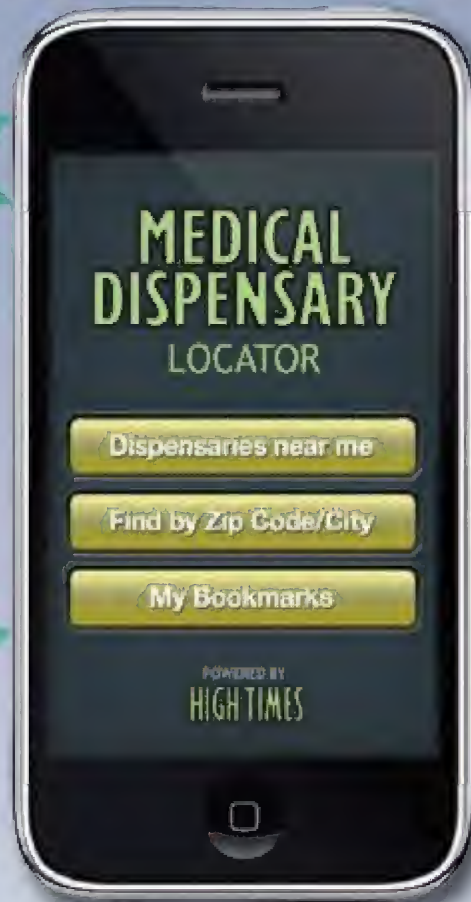 MEDICAL
DISPENSARY
LOCATOR
Dispensaries near me
Find by Zip Code/City
My Bookmarks
POWERED BY
HIGH TIMES